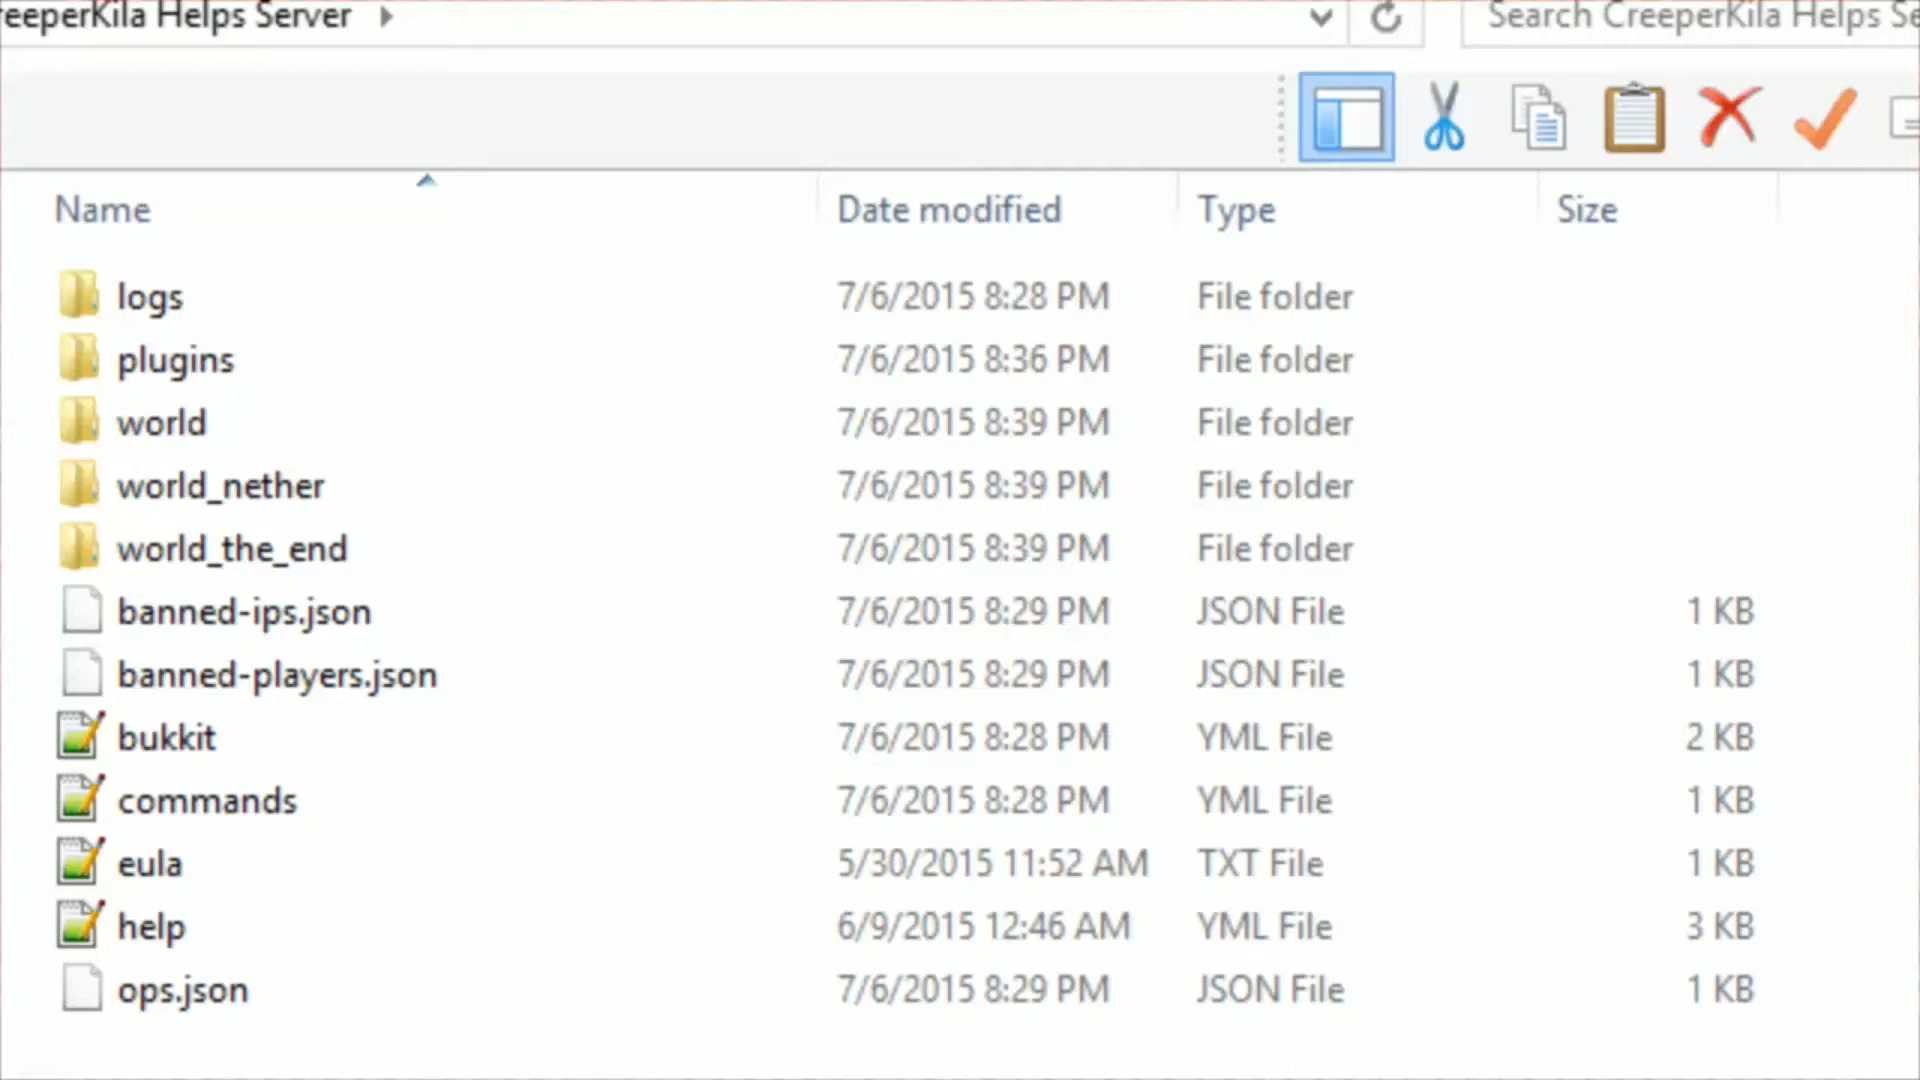 reeperKila Helps Server
Search CreeperKila Helps Se
Name Date modified Type Size
logs 7/6/2015 8:28 PM File folder
plugins 7/6/2015 8:36 PM File folder
world 7/6/2015 8:39 PM File folder
world_nether 7/6/2015 8:39 PM File folder
world_the_end 7/6/2015 8:39 PM File folder
banned-ips.json 7/6/2015 8:29 PM JSON File 1 KB
banned-players.json 7/6/2015 8:29 PM JSON File 1 KB
bukkit 7/6/2015 8:28 PM YML File 2 KB
commands 7/6/2015 8:28 PM YML File 1 KB
eula 5/30/2015 11:52 AM TXT File 1 KB
help 6/9/2015 12:46 AM YML File 3 KB
ops.json 7/6/2015 8:29 PM JSON File 1 KB